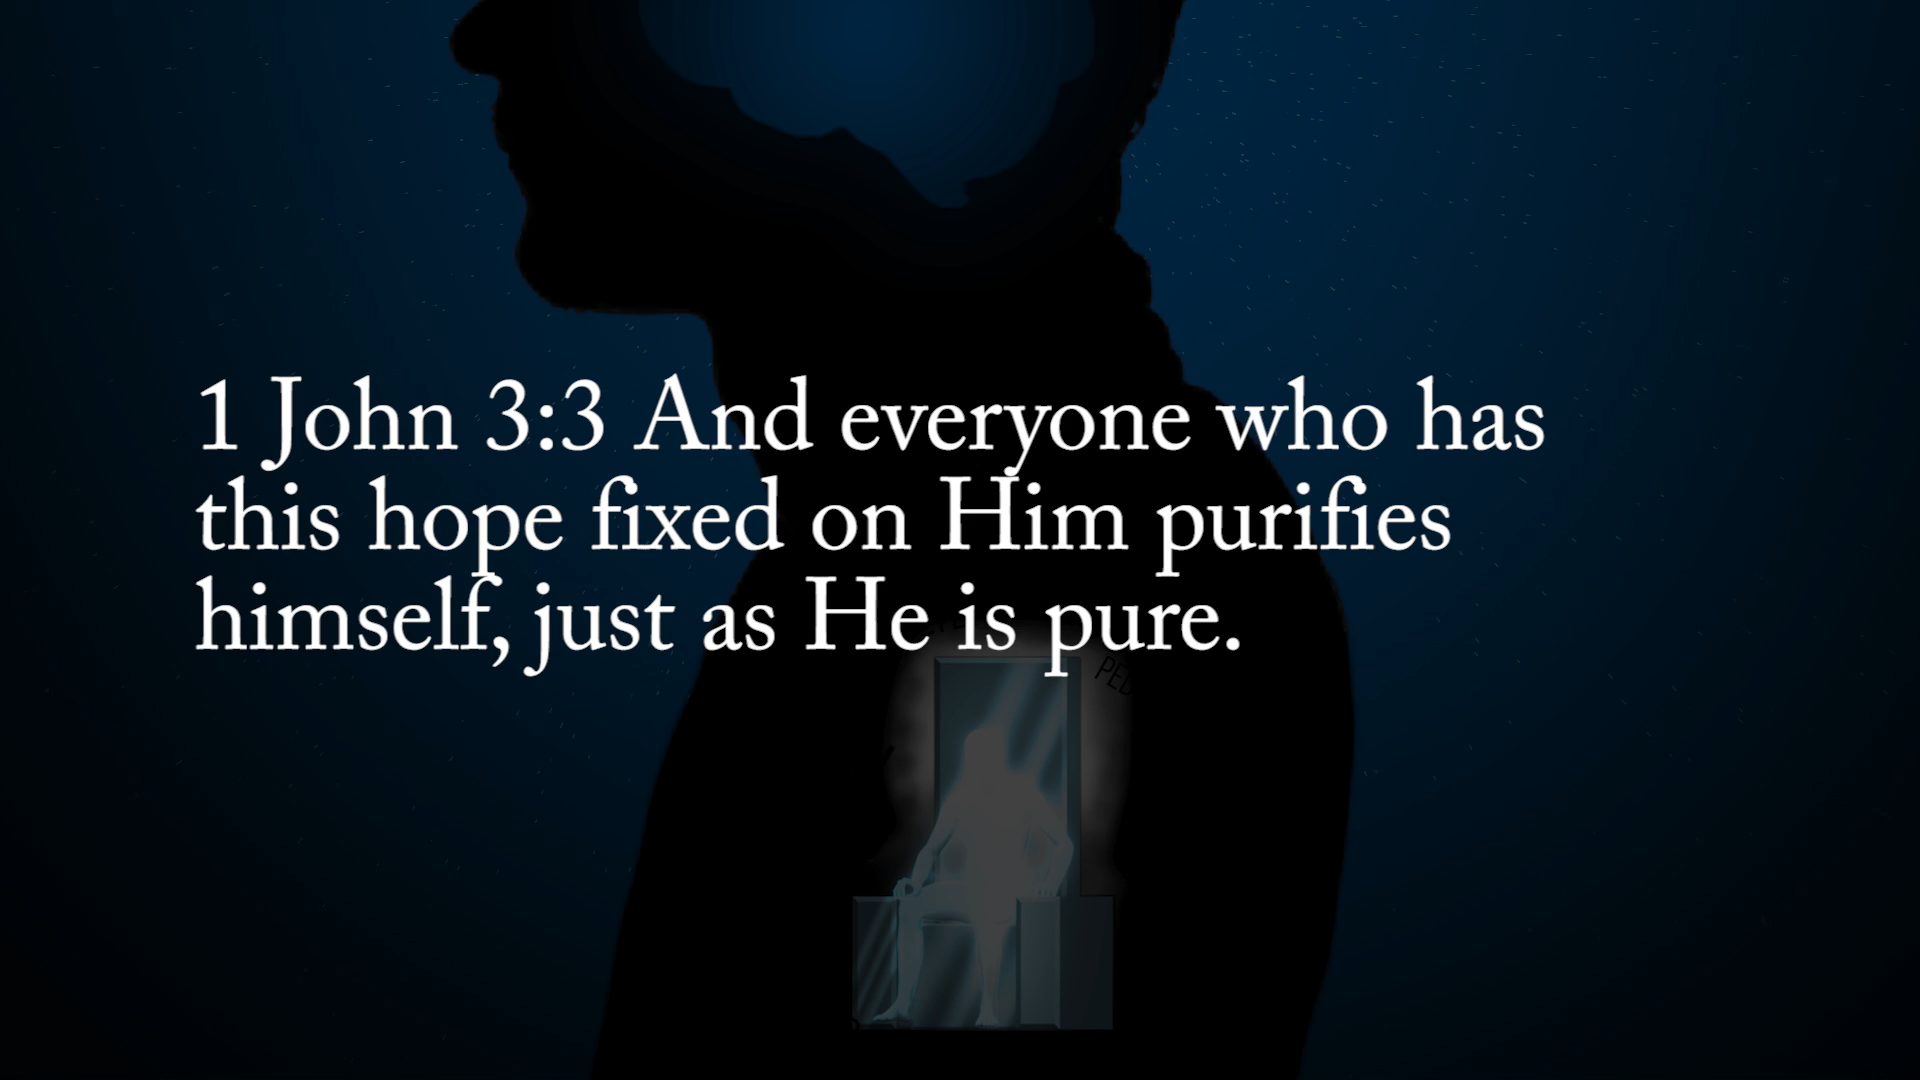 1 John 3:3 And everyone who has
this hope fixed on Him purifies
himself, just as He is pure.